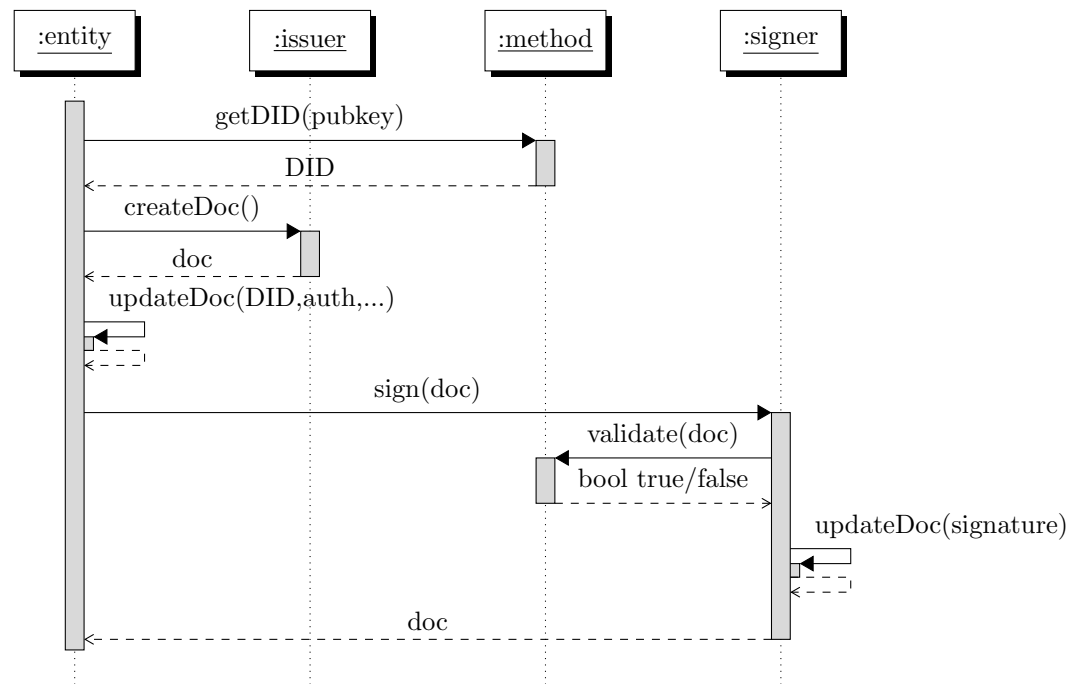 :entity
:issuer
:method
:signer
getDID(pubkey)
DID
createDoc()
doc
updateDoc(DID,auth,...)
sign(doc)
validate(doc)
bool true/false
updateDoc(signature)
doc